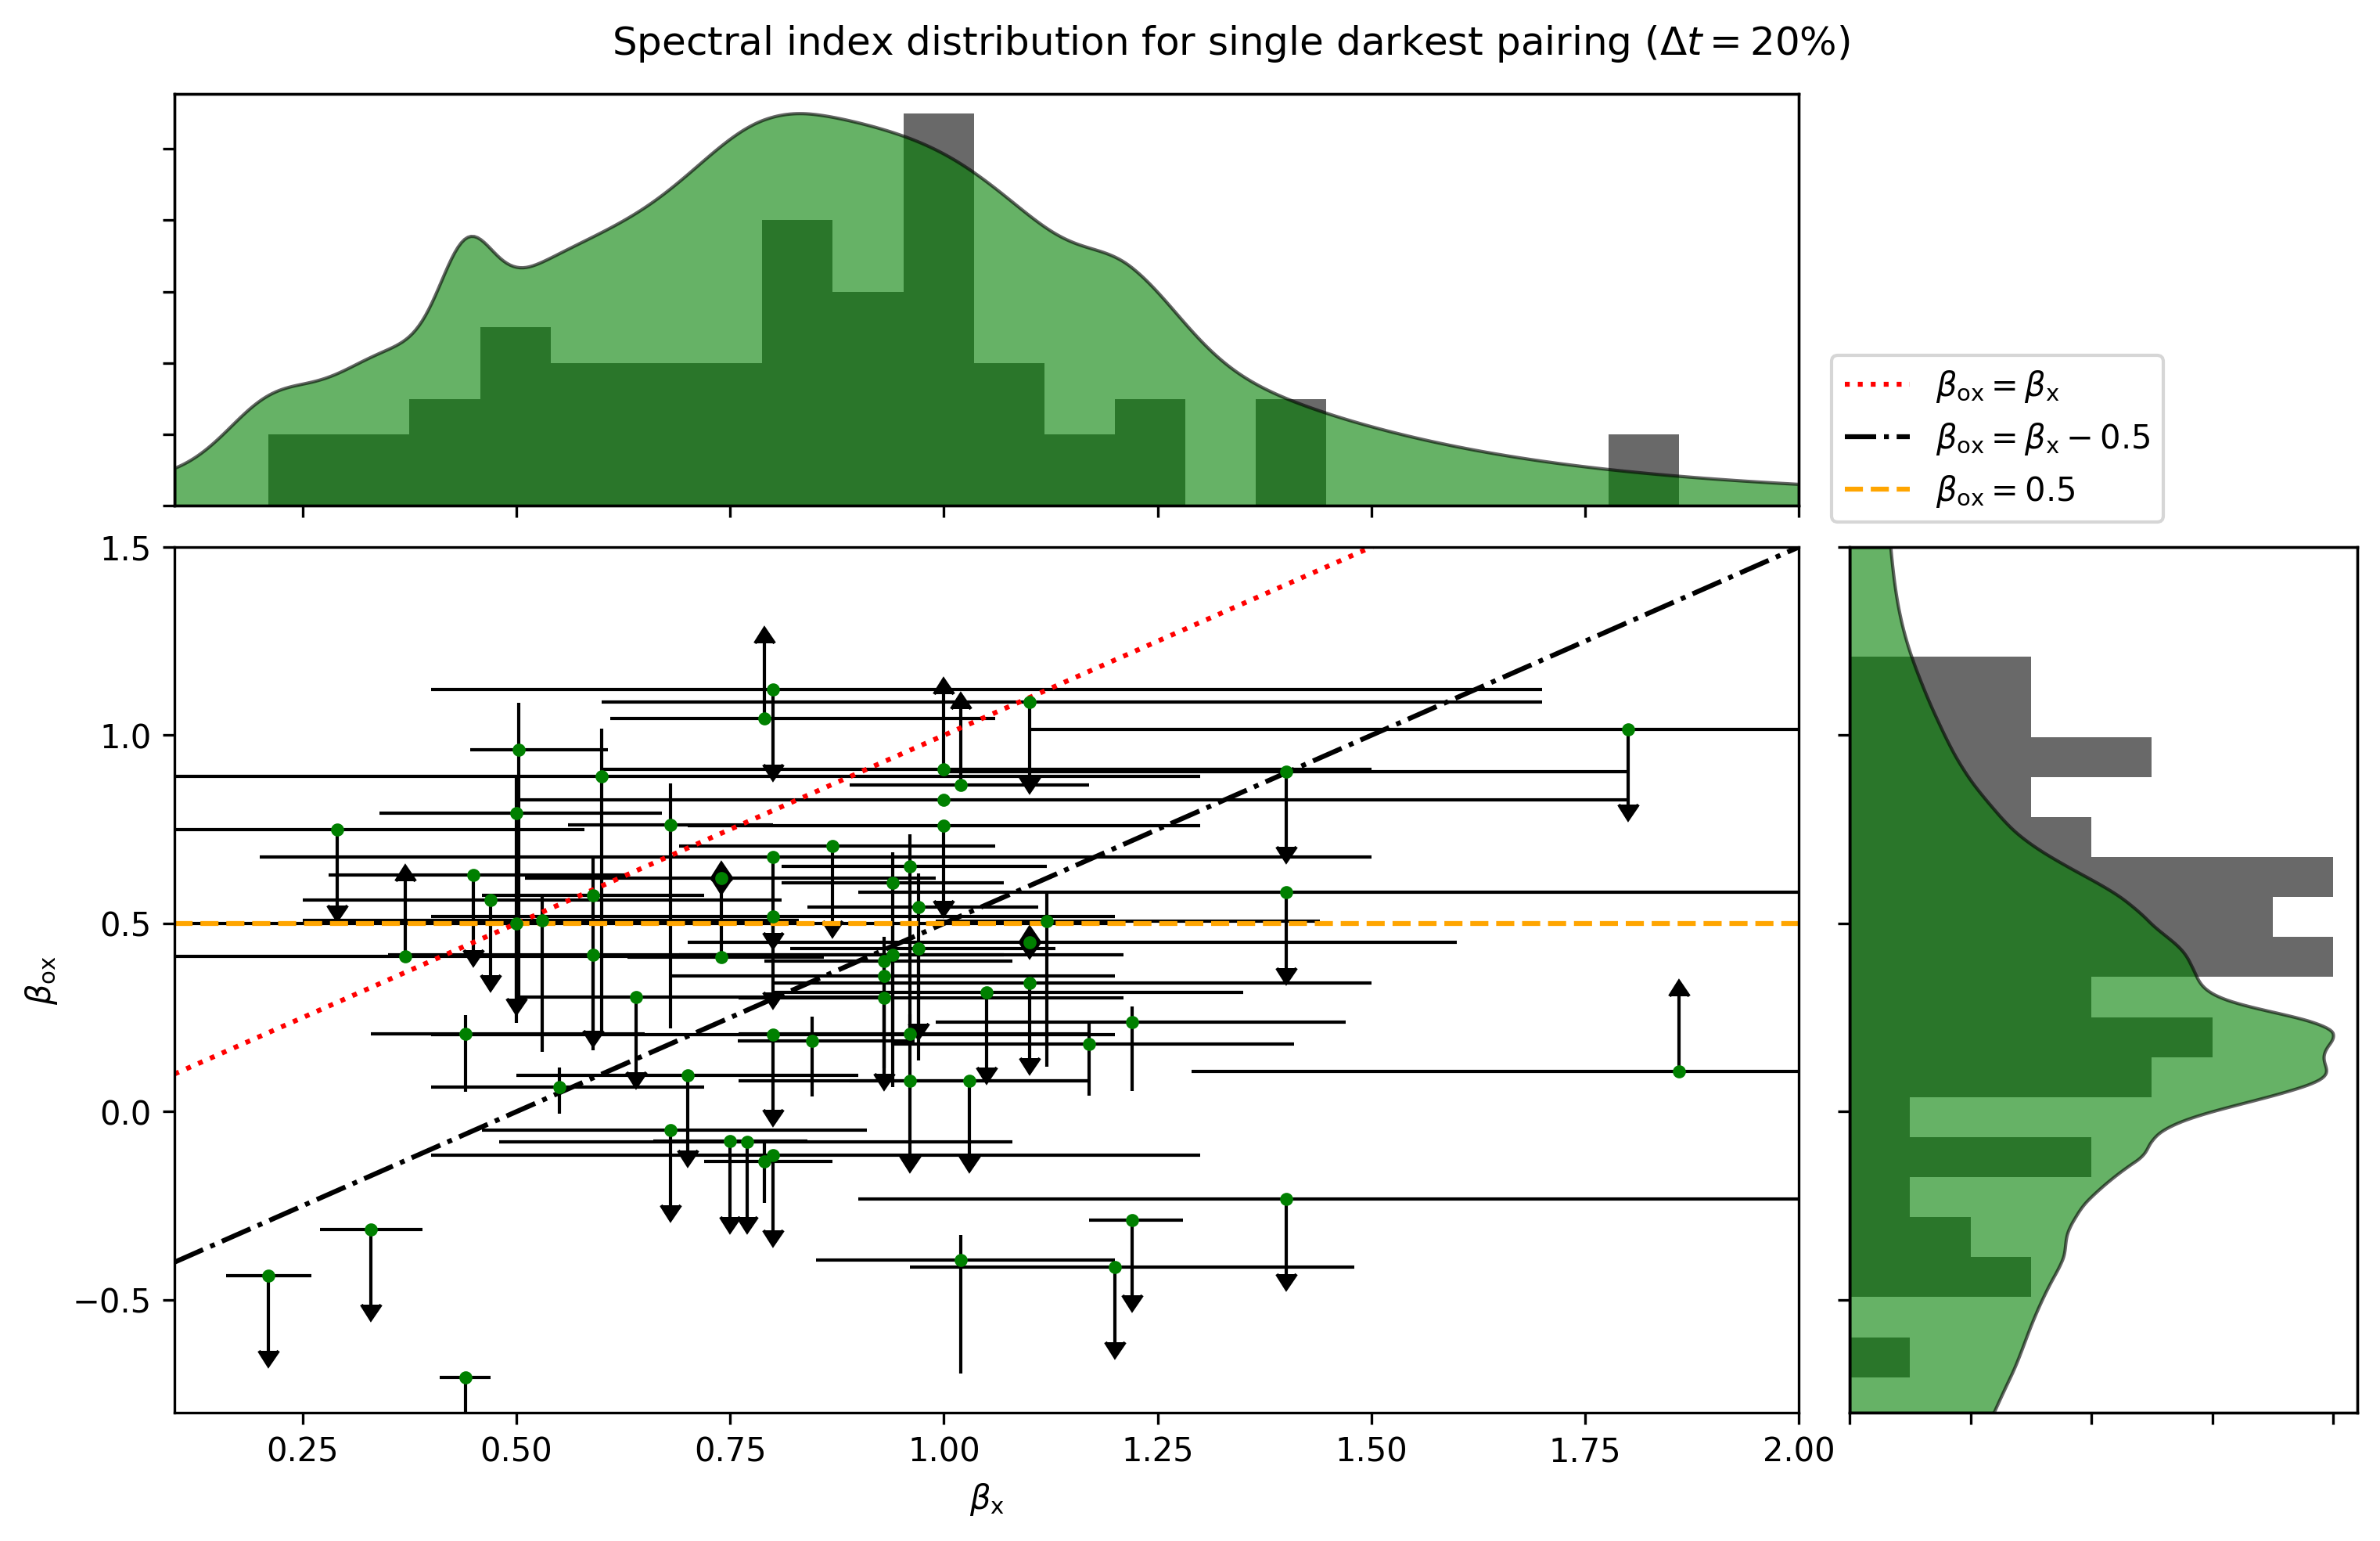 Spectral index distribution for single darkest pairing (Δt = 20%)
β_ox = β_x
β_ox = β_x − 0.5
β_ox = 0.5
1.5
1.0
0.5
0.0
−0.5
β_ox
0.25 0.50 0.75 1.00 1.25 1.50 1.75 2.00
β_x